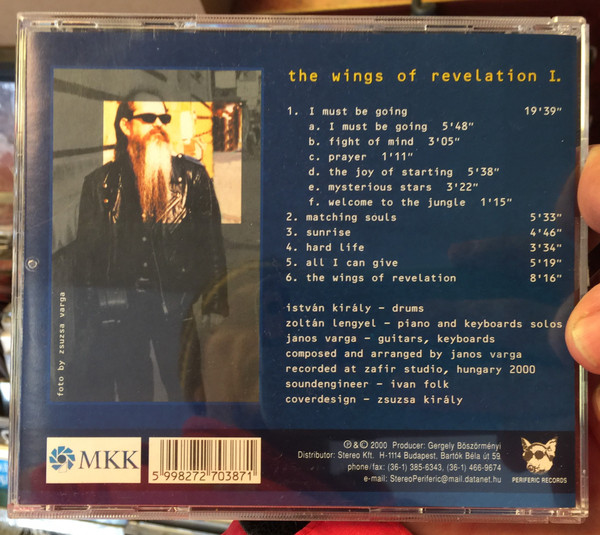 the wings of revelation I.
1. I must be going 19'39"
a. I must be going 5'48"
b. fight of mind 3'05"
c. prayer 1'11"
d. the joy of starting 5'38"
e. mysterious stars 3'22"
f. welcome to the jungle 1'15"
2. matching souls 5'33"
3. sunrise 4'46"
4. hard life 3'34"
5. all I can give 5'19"
6. the wings of revelation 8'16"
istván király - drums
zoltán lengyel - piano and keyboards solos
janos varga - guitars, keyboards
composed and arranged by janos varga
recorded at zafir studio, hungary 2000
soundengineer - ivan folk
coverdesign - zsuzsa király
foto by zsuzsa varga
MKK
5 998272 703871
℗&© 2000 Producer: Gergely Böszörményi
Distributor: Stereo Kft. H-1114 Budapest, Bartók Béla út 59.
phone/fax: (36-1) 385-6343, (36-1) 466-9674
e-mail: StereoPeriferic@mail.datanet.hu
PERIFERIC RECORDS